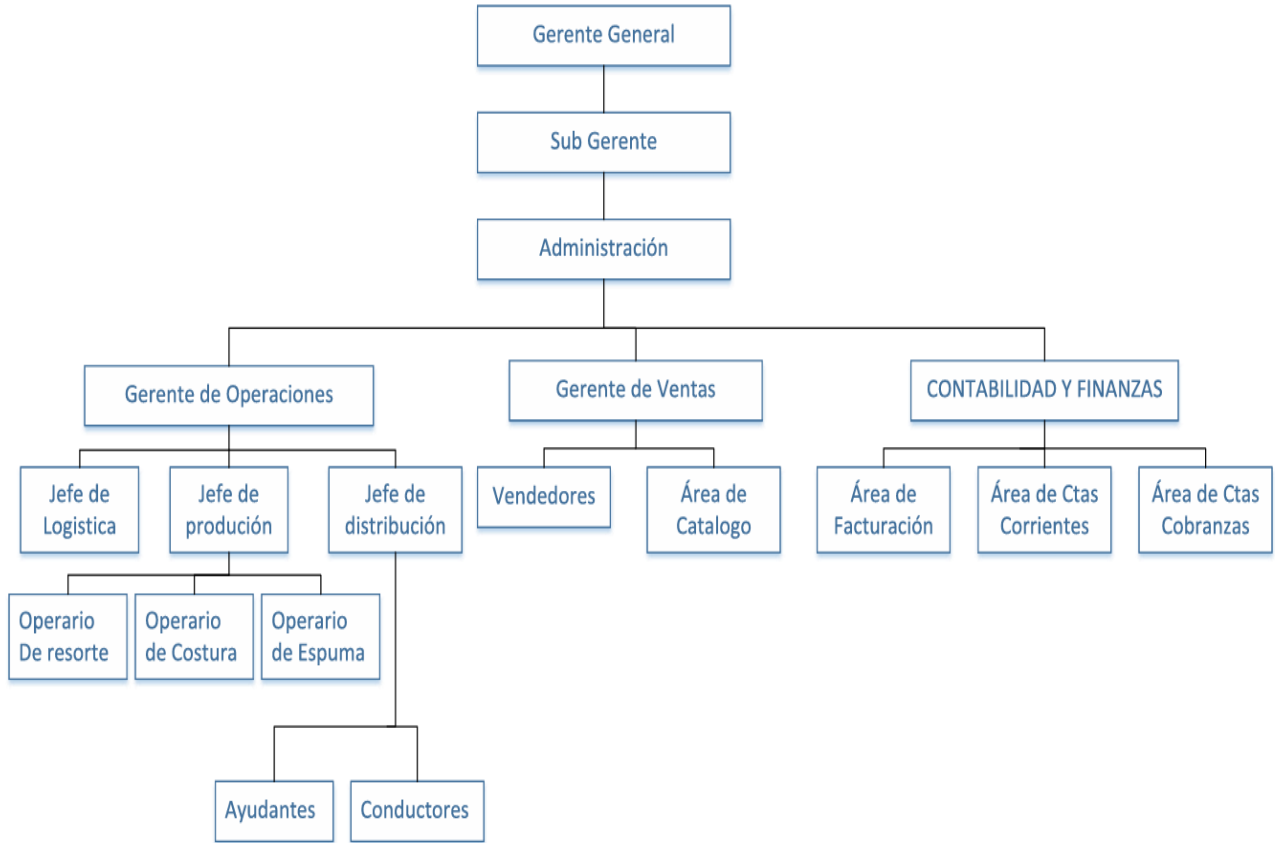 Gerente General
Sub Gerente
Administración
Gerente de Operaciones
Gerente de Ventas
CONTABILIDAD Y FINANZAS
Jefe de
Logistica
Jefe de
produción
Jefe de
distribución
Vendedores
Área de
Catalogo
Área de
Facturación
Área de Ctas
Corrientes
Área de Ctas
Cobranzas
Operario
De resorte
Operario
de Costura
Operario
de Espuma
Ayudantes
Conductores